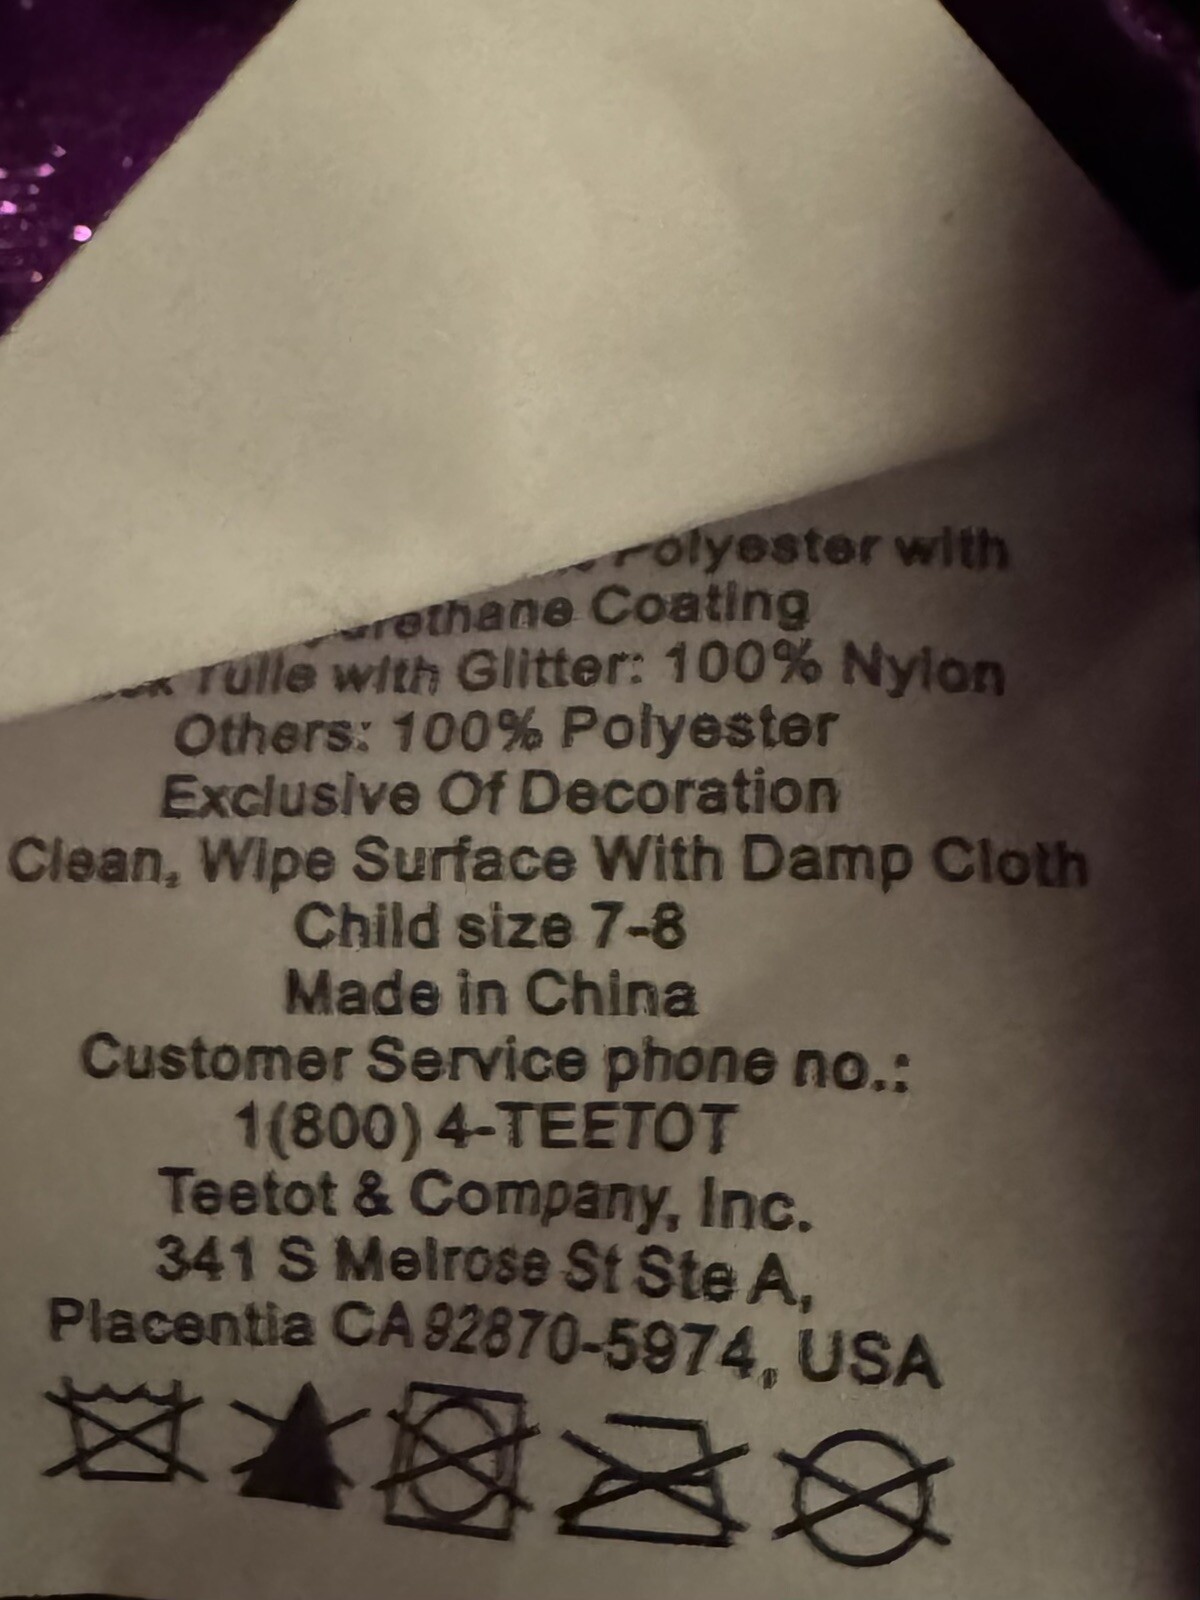 Polyester with
Coating
Tulle with Glitter: 100% Nylon
Others: 100% Polyester
Exclusive Of Decoration
Clean, Wipe Surface With Damp Cloth
Child size 7-8
Made in China
Customer Service phone no.:
1(800) 4-TEETOT
Teetot & Company, Inc.
341 S Melrose St Ste A,
Placentia CA 92870-5974, USA